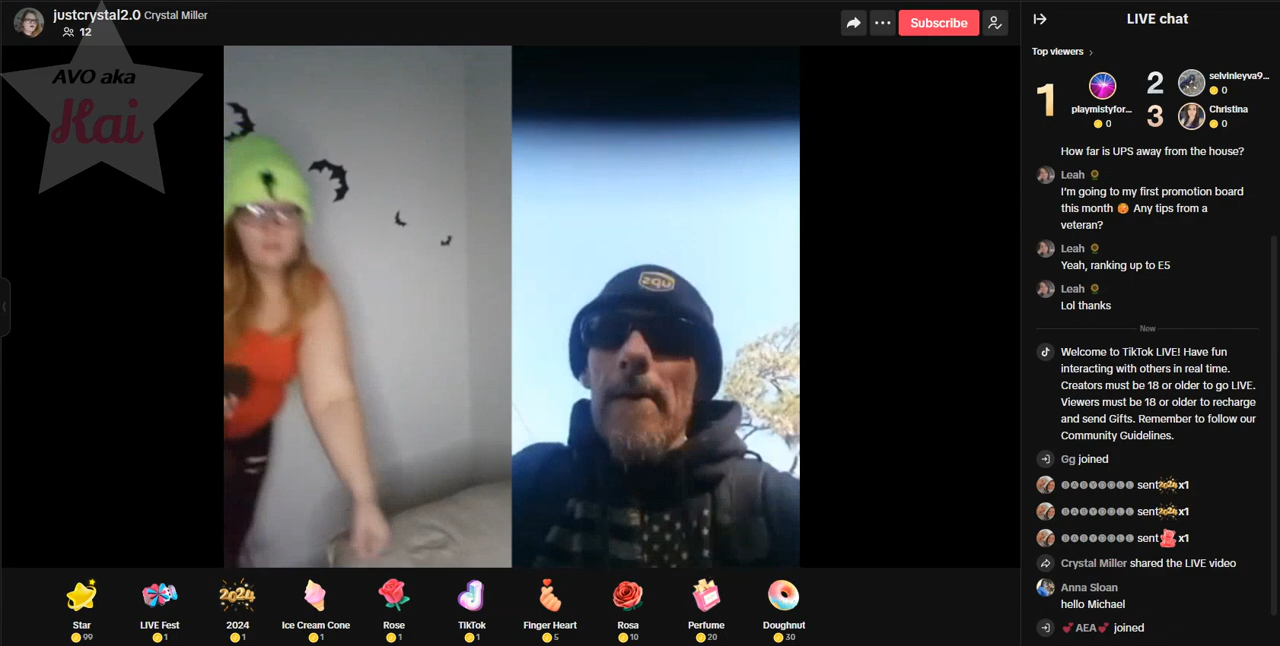 justcrystal2.0 Crystal Miller
12
Subscribe
LIVE chat
AVO aka
Kai
Top viewers
1
playmistyfor...
0
2
selvinleyva9...
0
3
Christina
0
How far is UPS away from the house?
Leah
I'm going to my first promotion board
this month Any tips from a
veteran?
Leah
Yeah, ranking up to E5
Leah
Lol thanks
Now
Welcome to TikTok LIVE! Have fun
interacting with others in real time.
Creators must be 18 or older to go LIVE.
Viewers must be 18 or older to recharge
and send Gifts. Remember to follow our
Community Guidelines.
Gg joined
🅑🅐🅑🅨🅓🅞🅛🅛 sent x1
🅑🅐🅑🅨🅓🅞🅛🅛 sent x1
🅑🅐🅑🅨🅓🅞🅛🅛 sent x1
Crystal Miller shared the LIVE video
Anna Sloan
hello Michael
💕AEA💕 joined
2024
Star
LIVE Fest
2024
Ice Cream Cone
Rose
TikTok
Finger Heart
Rosa
Perfume
Doughnut
99
1
1
1
1
1
5
10
20
30